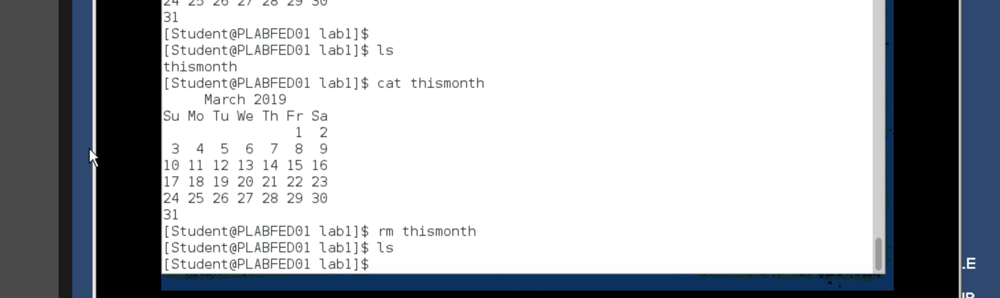 24 25 26 27 28 29 30
31
[Student@PLABFED01 lab1]$
[Student@PLABFED01 lab1]$ ls
thismonth
[Student@PLABFED01 lab1]$ cat thismonth
     March 2019
Su Mo Tu We Th Fr Sa
                1  2
 3  4  5  6  7  8  9
10 11 12 13 14 15 16
17 18 19 20 21 22 23
24 25 26 27 28 29 30
31
[Student@PLABFED01 lab1]$ rm thismonth
[Student@PLABFED01 lab1]$ ls
[Student@PLABFED01 lab1]$
.E